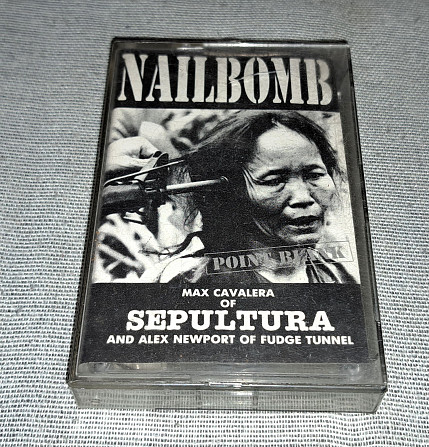 NAILBOMB
POINT BLANK
MAX CAVALERA
OF
SEPULTURA
AND ALEX NEWPORT OF FUDGE TUNNEL